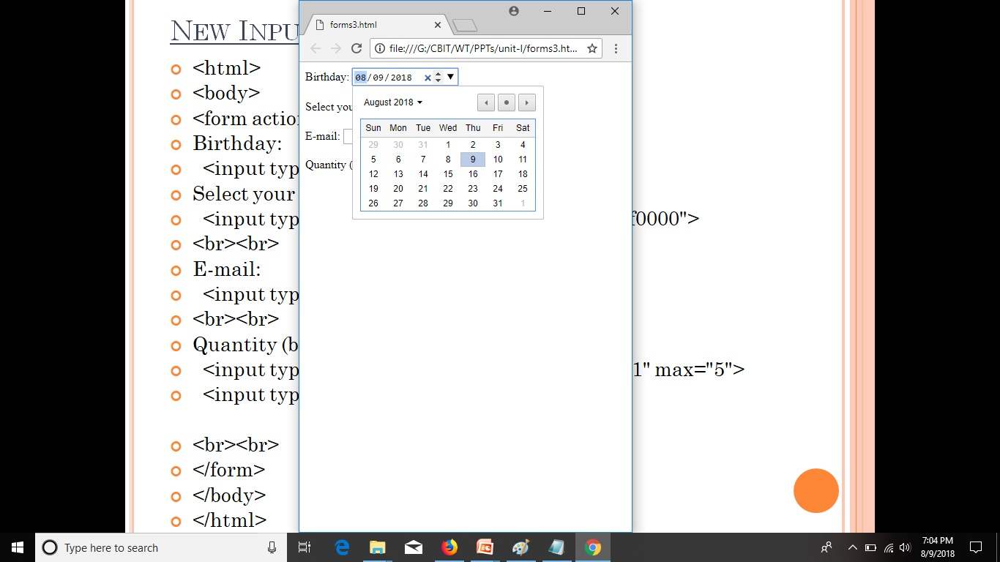 NEW INPU
<html>
<body>
<form action
Birthday:
<input typ
Select your
<input typ
f0000">
<br><br>
E-mail:
<input typ
<br><br>
Quantity (b
<input typ
1" max="5">
<input typ
<br><br>
</form>
</body>
</html>
forms3.html
file:///G:/CBIT/WT/PPTs/unit-I/forms3.ht...
Birthday: 08/09/2018
Select you
E-mail:
Quantity (
August 2018
Sun Mon Tue Wed Thu Fri Sat
29 30 31 1 2 3 4
5 6 7 8 9 10 11
12 13 14 15 16 17 18
19 20 21 22 23 24 25
26 27 28 29 30 31 1
Type here to search
7:04 PM
8/9/2018